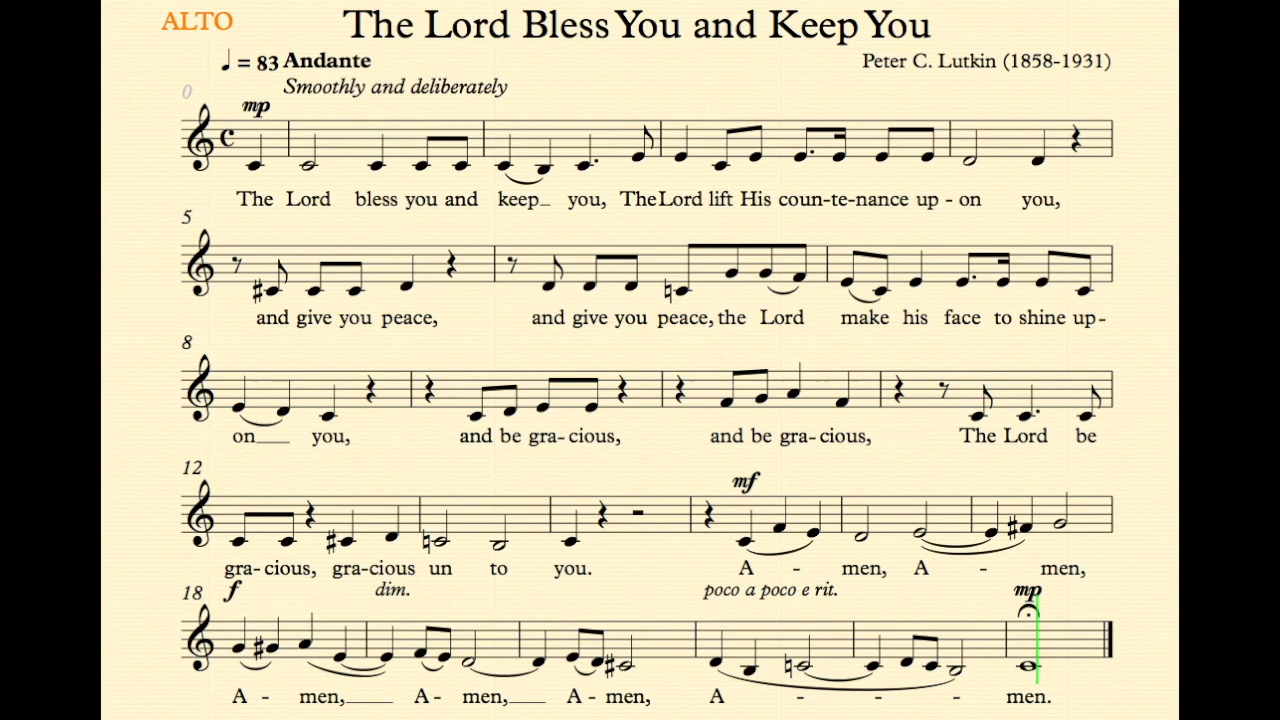 ALTO
The Lord Bless You and Keep You
♩ = 83 Andante
Peter C. Lutkin (1858-1931)
Smoothly and deliberately
0
mp
The Lord bless you and keep_ you, The Lord lift His coun-te-nance up - on you,
5
and give you peace, and give you peace, the Lord make his face to shine up-
8
on___ you, and be gra- cious, and be gra- cious, The Lord be
12
mf
gra- cious, gra-cious un to you. A - men, A - men,
18
f dim. poco a poco e rit. mp
A - men,____ A - men,___ A - men, A - - - men.